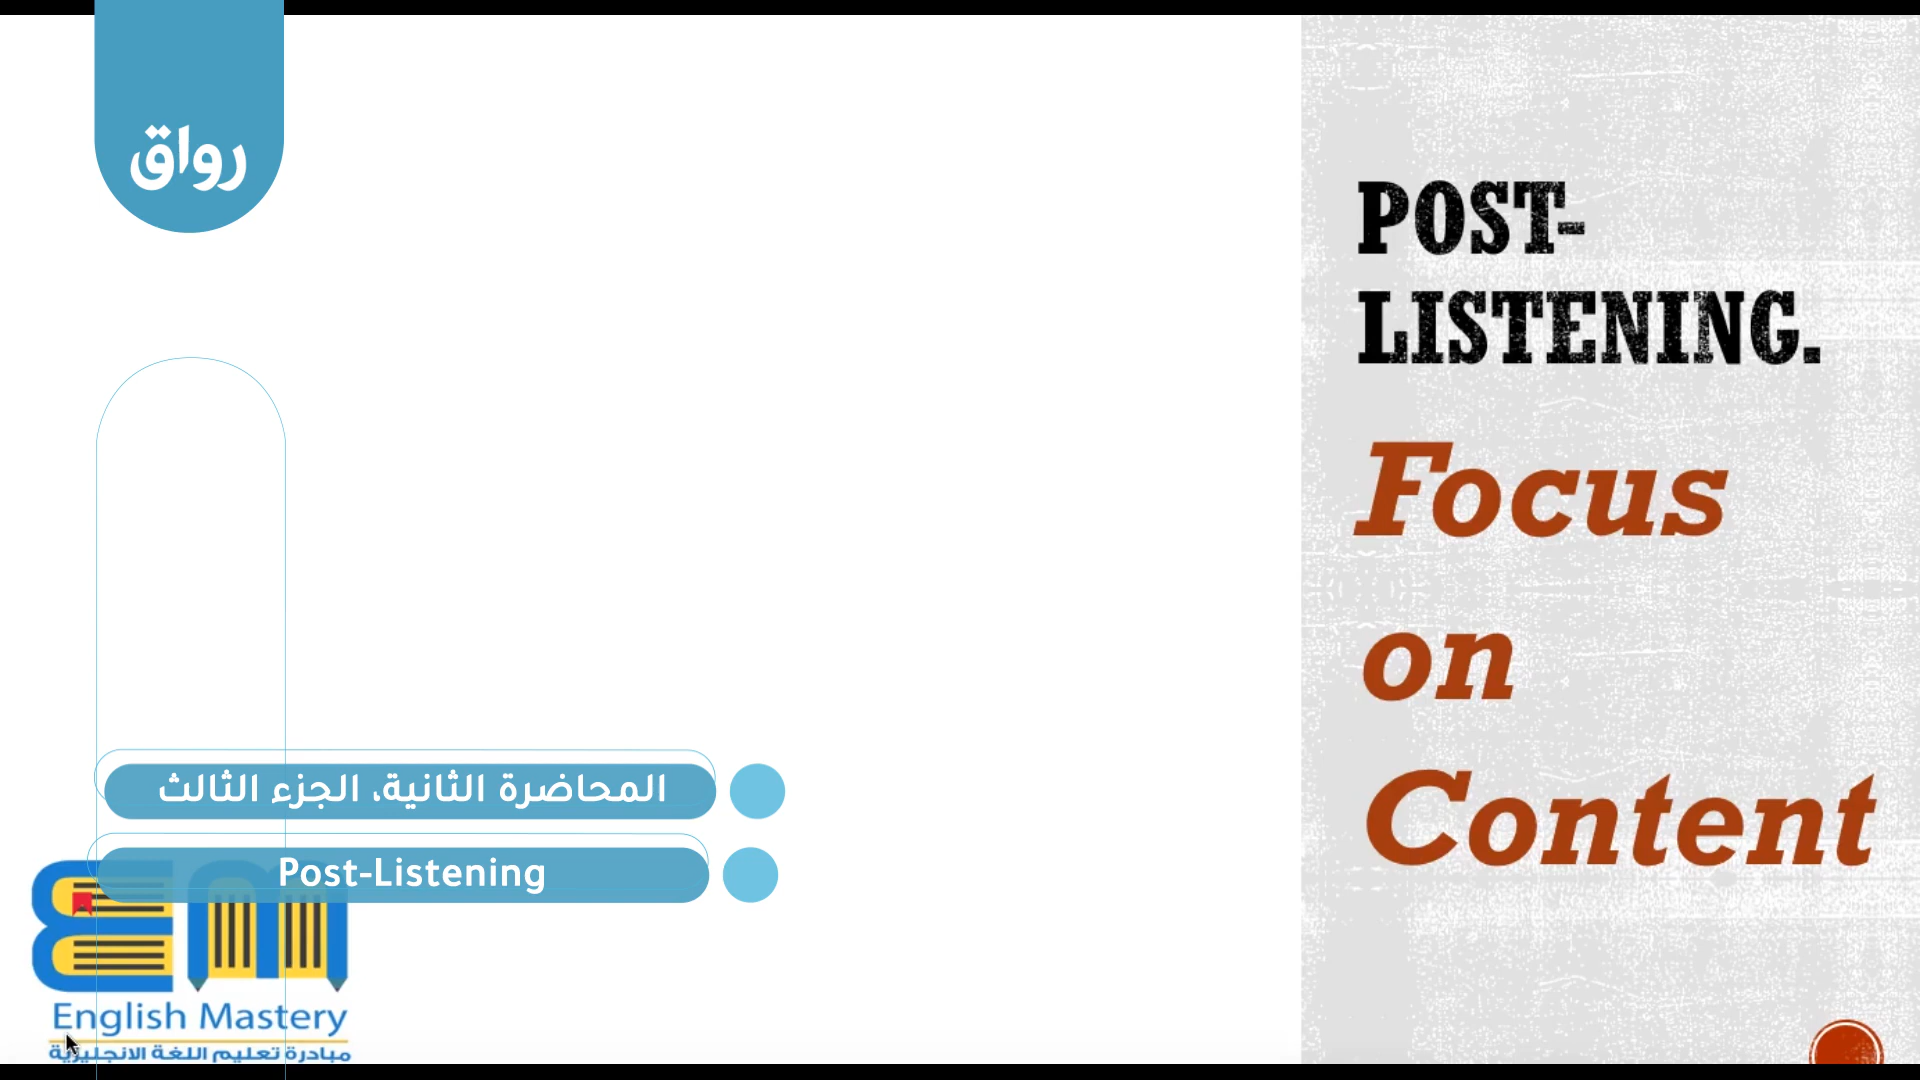 رواق
POST-
LISTENING.
Focus
on
Content
المحاضرة الثانية، الجزء الثالث
Post-Listening
English Mastery
مبادرة تعليم اللغة الانجليزية